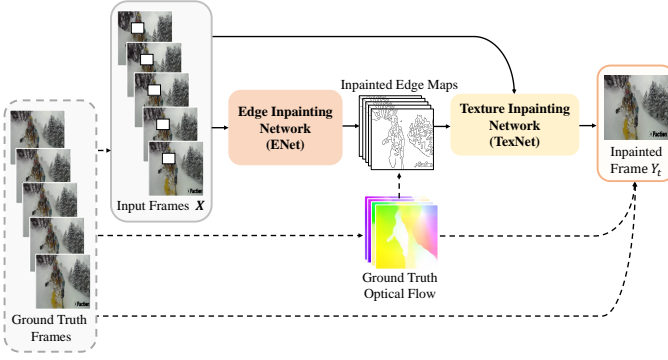 Input Frames X
Ground Truth
Frames
Edge Inpainting
Network
(ENet)
Inpainted Edge Maps
Ground Truth
Optical Flow
Texture Inpainting
Network
(TexNet)
Inpainted
Frame Yt